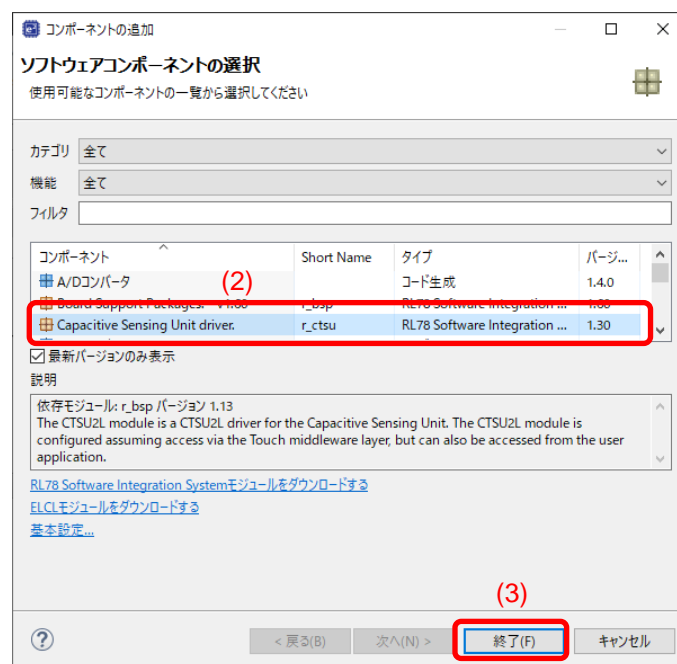 コンポーネントの追加
ソフトウェアコンポーネントの選択
使用可能なコンポーネントの一覧から選択してください
カテゴリ 全て
機能 全て
フィルタ
コンポーネント Short Name タイプ バージ...
A/Dコンバータ コード生成 1.4.0
(2)
Board Support Packages. - v1.60 r_bsp RL78 Software Integration ... 1.60
Capacitive Sensing Unit driver. r_ctsu RL78 Software Integration ... 1.30
最新バージョンのみ表示
説明
依存モジュール: r_bsp バージョン 1.13
The CTSU2L module is a CTSU2L driver for the Capacitive Sensing Unit. The CTSU2L module is
configured assuming access via the Touch middleware layer, but can also be accessed from the user
application.
RL78 Software Integration Systemモジュールをダウンロードする
ELCLモジュールをダウンロードする
基本設定...
(3)
< 戻る(B) 次へ(N) > 終了(F) キャンセル